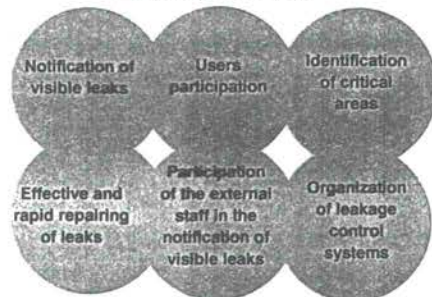 Notification of
visible leaks
Users
participation
Identification
of critical
areas
Effective and
rapid repairing
of leaks
Participation
of the external
staff in the
notification of
visible leaks
Organization
of leakage
control
systems